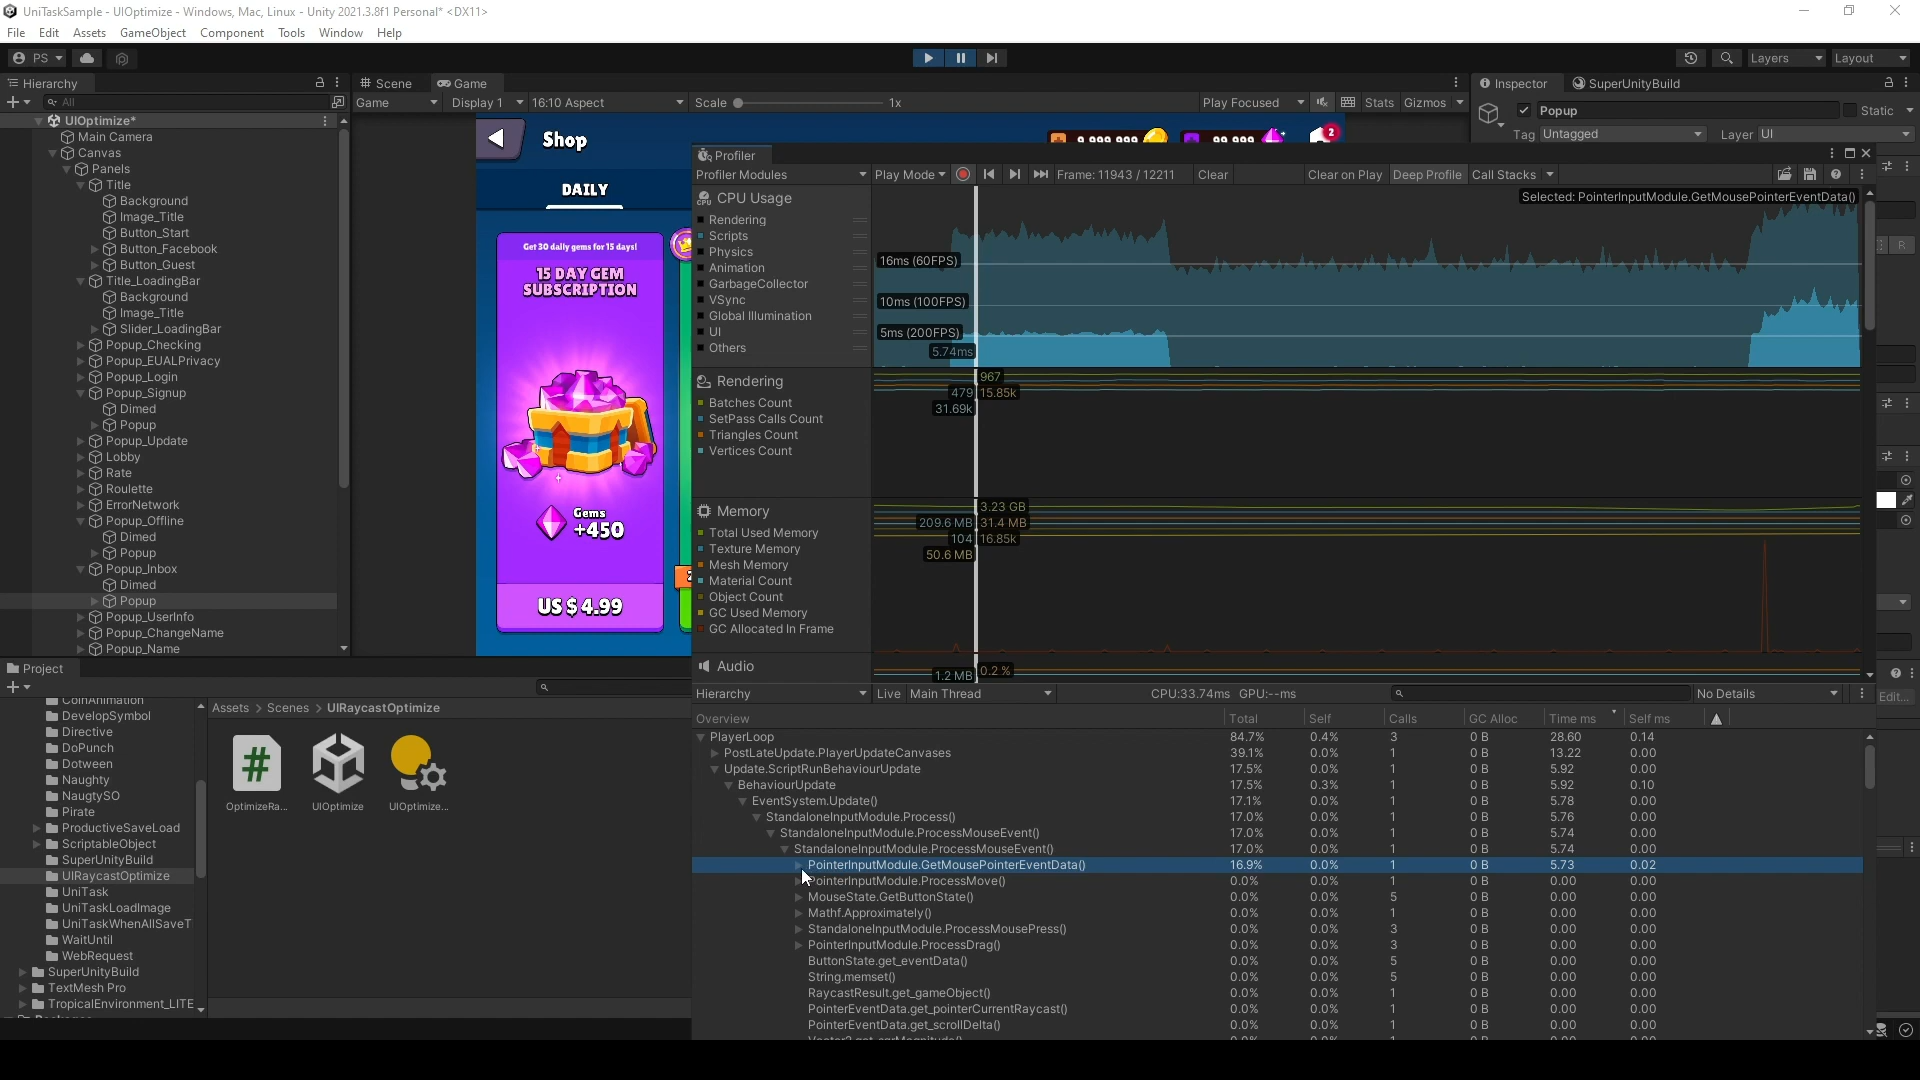 UniTaskSample - UIOptimize - Windows, Mac, Linux - Unity 2021.3.8f1 Personal* <DX11>
File Edit Assets GameObject Component Tools Window Help
PS Layers Layout
Hierarchy
All
UIOptimize*
Main Camera
Canvas
Panels
Title
Background
Image_Title
Button_Start
Button_Facebook
Button_Guest
Title_LoadingBar
Background
Image_Title
Slider_LoadingBar
Popup_Checking
Popup_EUALPrivacy
Popup_Login
Popup_Signup
Dimed
Popup
Popup_Update
Lobby
Rate
Roulette
ErrorNetwork
Popup_Offline
Dimed
Popup
Popup_Inbox
Dimed
Popup
Popup_UserInfo
Popup_ChangeName
Popup_Name
Scene Game
Game Display 1 16:10 Aspect Scale 1x Play Focused Stats Gizmos
Shop
9,999,999 99,999 2
DAILY
Get 30 daily gems for 15 days!
15 DAY GEM
SUBSCRIPTION
Gems
+450
US $ 4.99
Inspector SuperUnityBuild
Popup Static
Tag Untagged Layer UI
R
Edit...
Profiler
Profiler Modules Play Mode Frame: 11943 / 12211 Clear Clear on Play Deep Profile Call Stacks
Selected: PointerInputModule.GetMousePointerEventData()
CPU Usage
Rendering
Scripts
Physics
Animation
GarbageCollector
VSync
Global Illumination
UI
Others
16ms (60FPS)
10ms (100FPS)
5ms (200FPS)
5.74ms
Rendering
Batches Count
SetPass Calls Count
Triangles Count
Vertices Count
967
479 15.85k
31.69k
Memory
Total Used Memory
Texture Memory
Mesh Memory
Material Count
Object Count
GC Used Memory
GC Allocated In Frame
3.23 GB
209.6 MB 31.4 MB
104 16.85k
50.6 MB
Audio
1.2 MB 0.2 %
Hierarchy Live Main Thread CPU:33.74ms GPU:--ms No Details
Overview Total Self Calls GC Alloc Time ms Self ms
PlayerLoop 84.7% 0.4% 3 0 B 28.60 0.14
PostLateUpdate.PlayerUpdateCanvases 39.1% 0.0% 1 0 B 13.22 0.00
Update.ScriptRunBehaviourUpdate 17.5% 0.0% 1 0 B 5.92 0.00
BehaviourUpdate 17.5% 0.3% 1 0 B 5.92 0.10
EventSystem.Update() 17.1% 0.0% 1 0 B 5.78 0.00
StandaloneInputModule.Process() 17.0% 0.0% 1 0 B 5.76 0.00
StandaloneInputModule.ProcessMouseEvent() 17.0% 0.0% 1 0 B 5.74 0.00
StandaloneInputModule.ProcessMouseEvent() 17.0% 0.0% 1 0 B 5.74 0.00
PointerInputModule.GetMousePointerEventData() 16.9% 0.0% 1 0 B 5.73 0.02
PointerInputModule.ProcessMove() 0.0% 0.0% 1 0 B 0.00 0.00
MouseState.GetButtonState() 0.0% 0.0% 5 0 B 0.00 0.00
Mathf.Approximately() 0.0% 0.0% 1 0 B 0.00 0.00
StandaloneInputModule.ProcessMousePress() 0.0% 0.0% 3 0 B 0.00 0.00
PointerInputModule.ProcessDrag() 0.0% 0.0% 3 0 B 0.00 0.00
ButtonState.get_eventData() 0.0% 0.0% 5 0 B 0.00 0.00
String.memset() 0.0% 0.0% 5 0 B 0.00 0.00
RaycastResult.get_gameObject() 0.0% 0.0% 1 0 B 0.00 0.00
PointerEventData.get_pointerCurrentRaycast() 0.0% 0.0% 1 0 B 0.00 0.00
PointerEventData.get_scrollDelta() 0.0% 0.0% 1 0 B 0.00 0.00
Project
CoinAnimation
DevelopSymbol
Directive
DoPunch
Dotween
Naughty
NaugtySO
Pirate
ProductiveSaveLoad
ScriptableObject
SuperUnityBuild
UIRaycastOptimize
UniTask
UniTaskLoadImage
UniTaskWhenAllSaveT
WaitUntil
WebRequest
SuperUnityBuild
TextMesh Pro
TropicalEnvironment_LITE
Assets > Scenes > UIRaycastOptimize
OptimizeRa... UIOptimize UIOptimize...